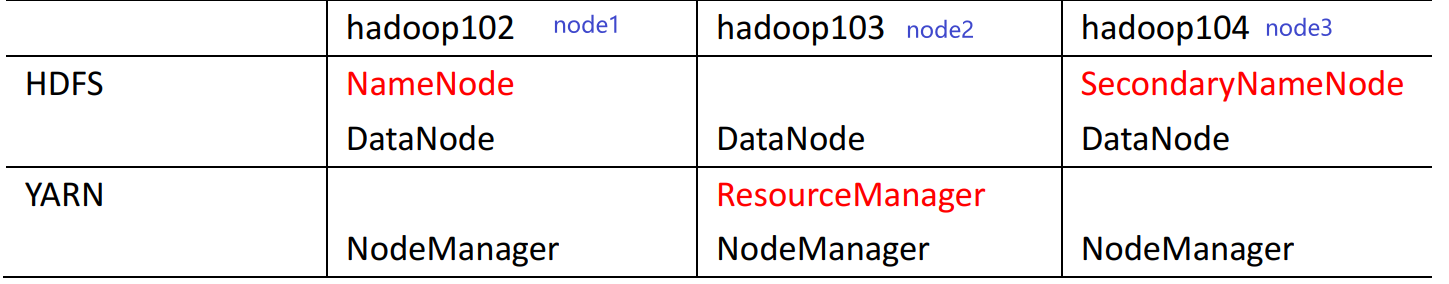 hadoop102 node1 hadoop103 node2 hadoop104 node3
HDFS NameNode SecondaryNameNode
DataNode DataNode DataNode
YARN ResourceManager
NodeManager NodeManager NodeManager